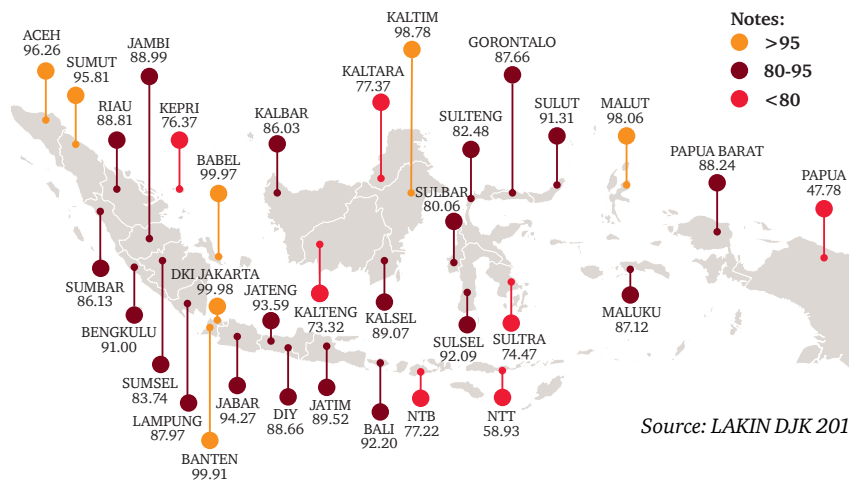 Notes:
>95
80-95
<80
ACEH
96.26
SUMUT
95.81
JAMBI
88.99
RIAU
88.81
KEPRI
76.37
BABEL
99.97
KALBAR
86.03
KALTARA
77.37
KALTIM
98.78
GORONTALO
87.66
SULTENG
82.48
SULUT
91.31
MALUT
98.06
PAPUA BARAT
88.24
PAPUA
47.78
SULBAR
80.06
SUMBAR
86.13
BENGKULU
91.00
SUMSEL
83.74
LAMPUNG
87.97
DKI JAKARTA
99.98
BANTEN
99.91
JABAR
94.27
JATENG
93.59
DIY
88.66
JATIM
89.52
KALTENG
73.32
KALSEL
89.07
BALI
92.20
NTB
77.22
SULSEL
92.09
SULTRA
74.47
NTT
58.93
MALUKU
87.12
Source: LAKIN DJK 201